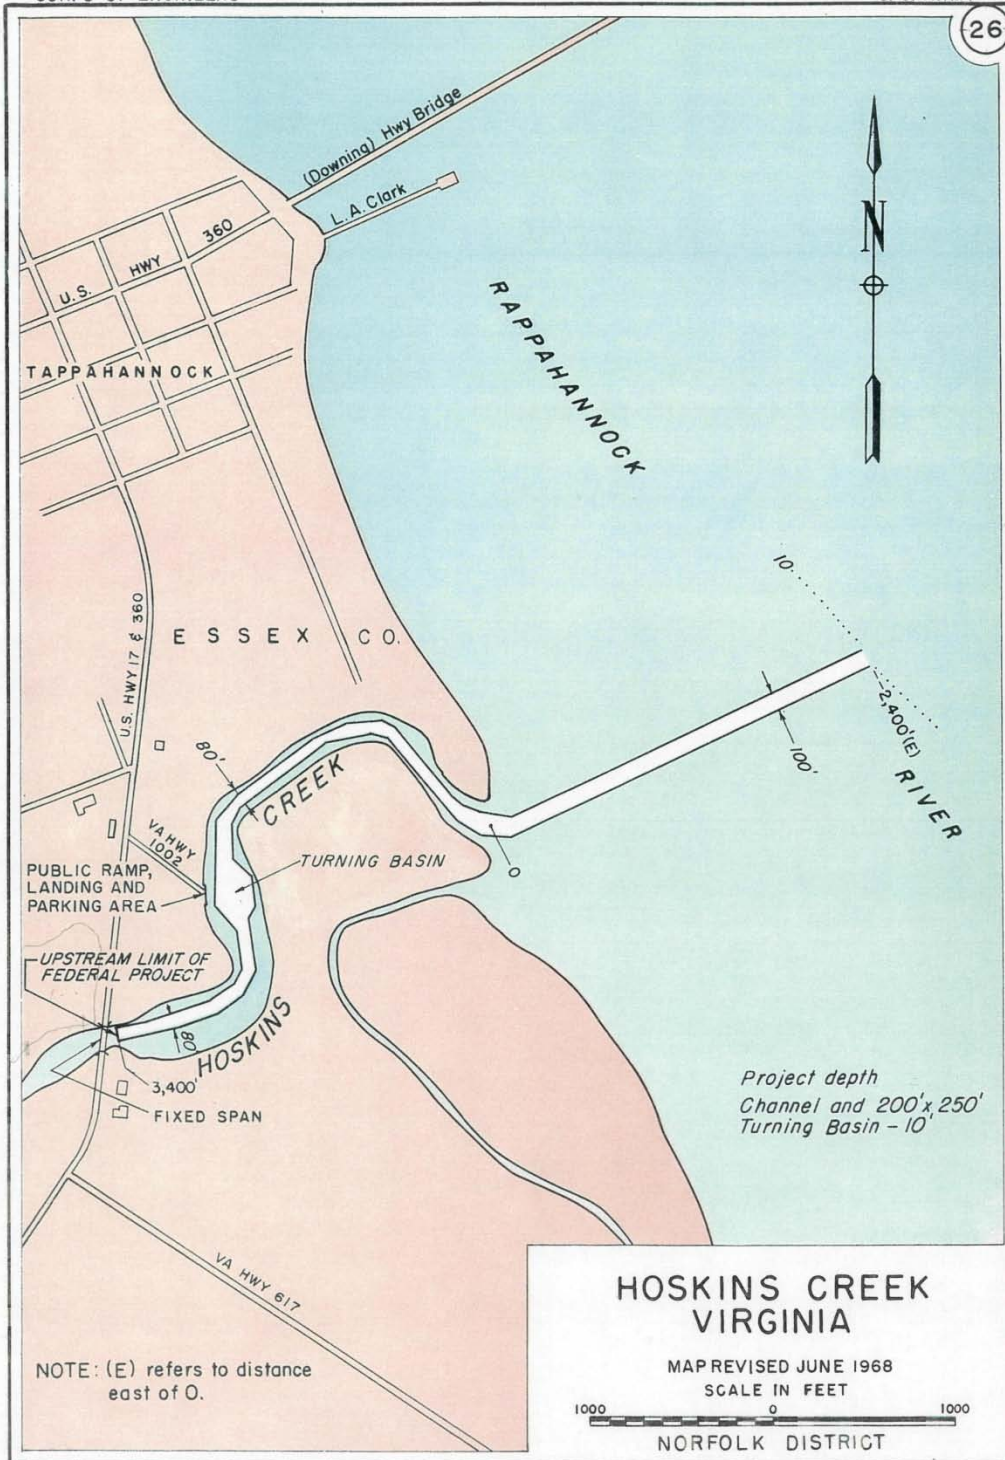 26
(Downing) Hwy Bridge
L. A. Clark
U.S. HWY 360
N
RAPPAHANNOCK
TAPPAHANNOCK
10
U.S. HWY 17 & 360
ESSEX CO.
2,400'(E)
RIVER
100'
80'
CREEK
VA HWY
1002
TURNING BASIN
0
PUBLIC RAMP,
LANDING AND
PARKING AREA
UPSTREAM LIMIT OF
FEDERAL PROJECT
80'
HOSKINS
3,400'
FIXED SPAN
Project depth
Channel and 200' x 250'
Turning Basin - 10'
VA HWY 617
NOTE: (E) refers to distance
east of O.
HOSKINS CREEK
VIRGINIA
MAP REVISED JUNE 1968
SCALE IN FEET
1000 0 1000
NORFOLK DISTRICT